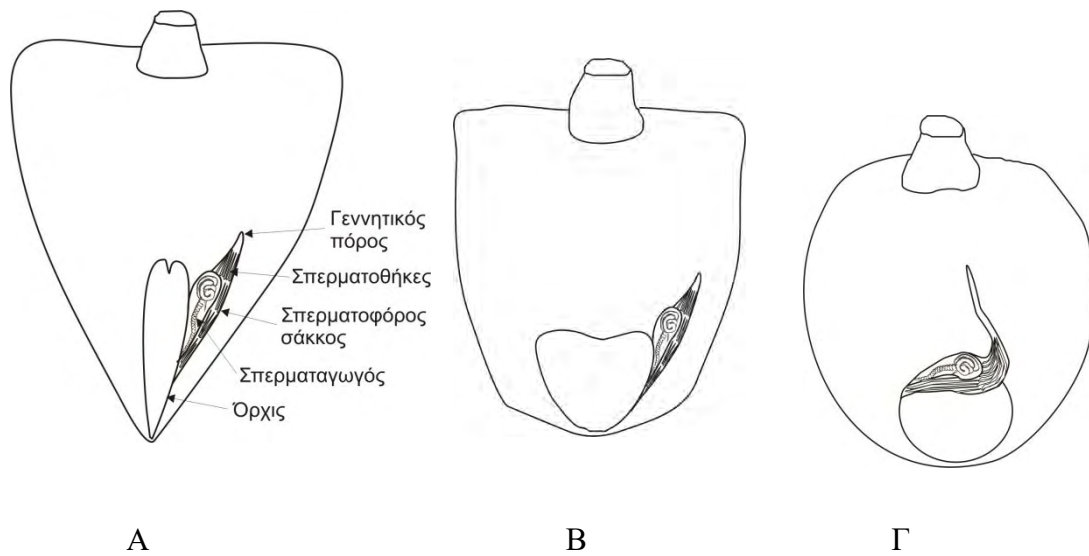 Γεννητικός
πόρος
Σπερματοθήκες
Σπερματοφόρος
σάκκος
Σπερματαγωγός
Όρχις
Α
Β
Γ